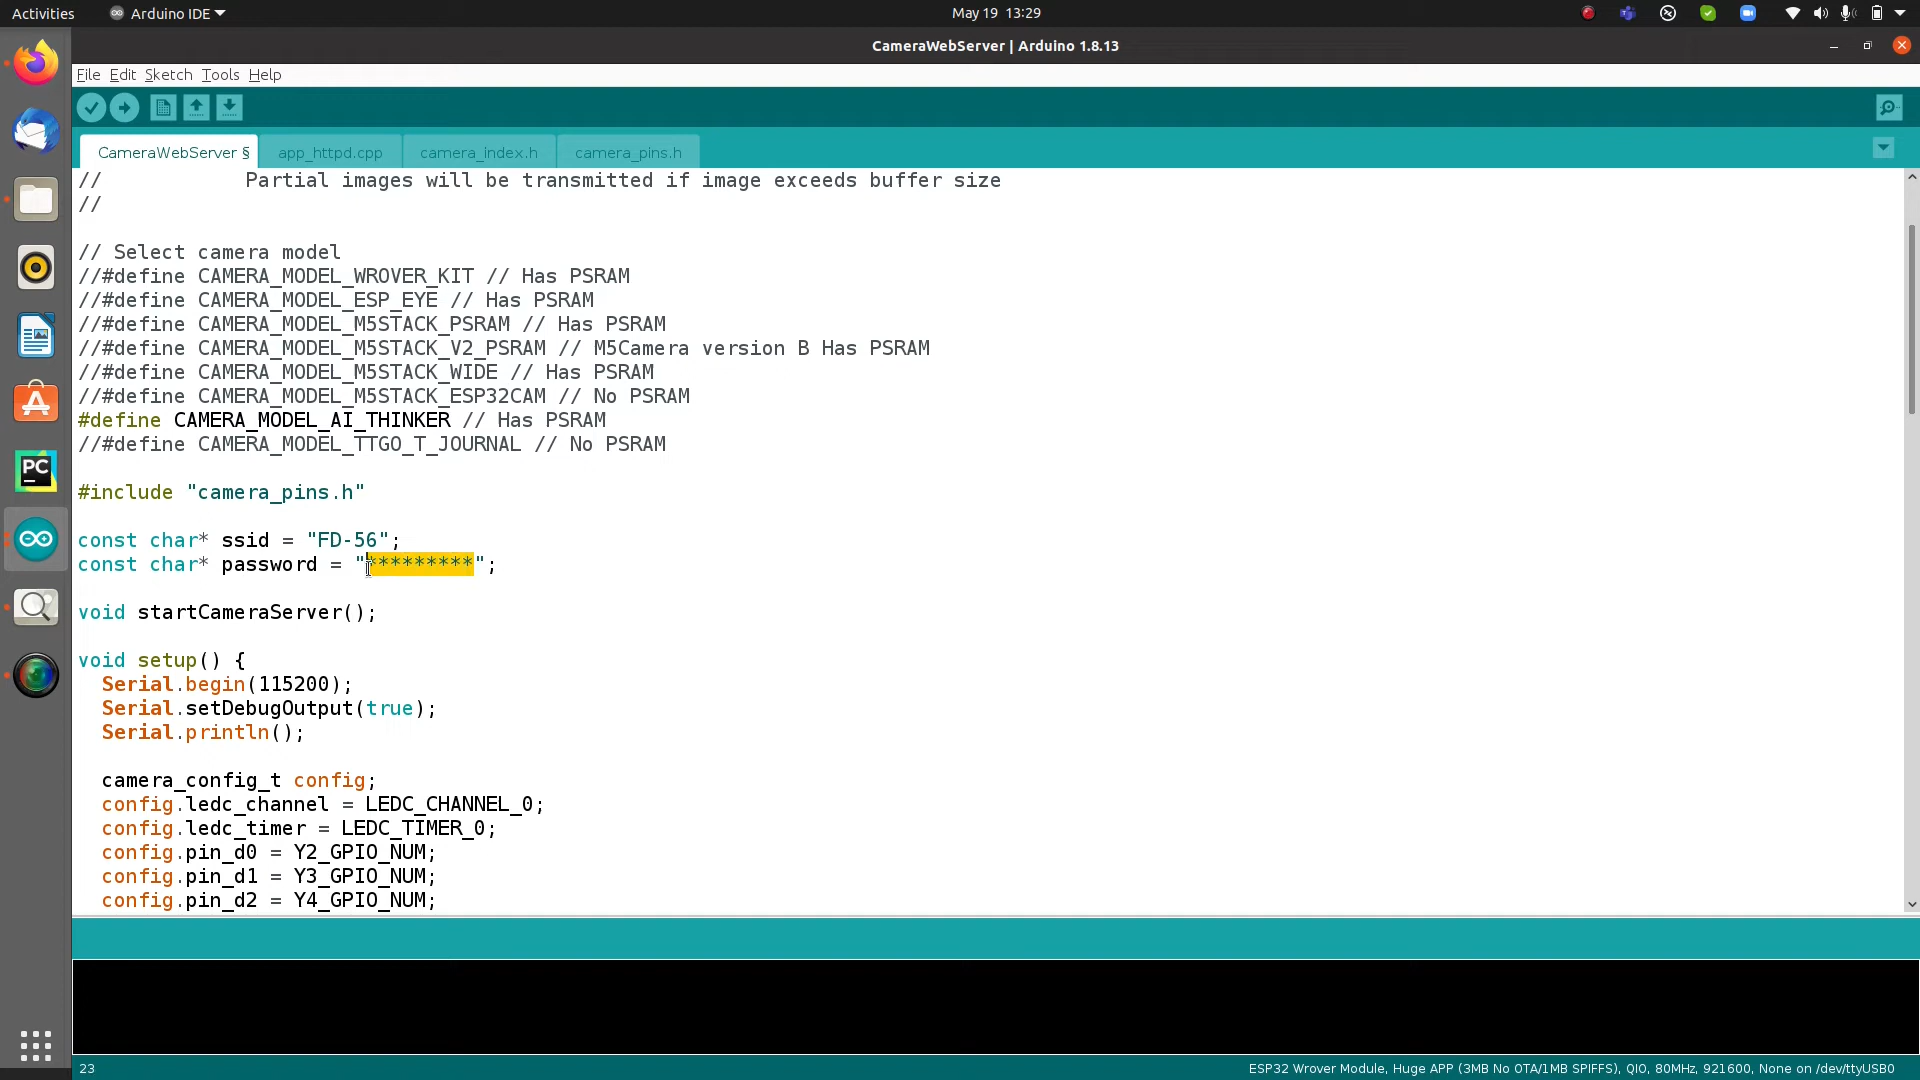 Activities
Arduino IDE
May 19 13:29
CameraWebServer | Arduino 1.8.13
File Edit Sketch Tools Help
CameraWebServer §
app_httpd.cpp
camera_index.h
camera_pins.h
// Partial images will be transmitted if image exceeds buffer size
//
// Select camera model
//#define CAMERA_MODEL_WROVER_KIT // Has PSRAM
//#define CAMERA_MODEL_ESP_EYE // Has PSRAM
//#define CAMERA_MODEL_M5STACK_PSRAM // Has PSRAM
//#define CAMERA_MODEL_M5STACK_V2_PSRAM // M5Camera version B Has PSRAM
//#define CAMERA_MODEL_M5STACK_WIDE // Has PSRAM
//#define CAMERA_MODEL_M5STACK_ESP32CAM // No PSRAM
#define CAMERA_MODEL_AI_THINKER // Has PSRAM
//#define CAMERA_MODEL_TTGO_T_JOURNAL // No PSRAM
#include "camera_pins.h"
const char* ssid = "FD-56";
const char* password = "*********";
void startCameraServer();
void setup() {
Serial.begin(115200);
Serial.setDebugOutput(true);
Serial.println();
camera_config_t config;
config.ledc_channel = LEDC_CHANNEL_0;
config.ledc_timer = LEDC_TIMER_0;
config.pin_d0 = Y2_GPIO_NUM;
config.pin_d1 = Y3_GPIO_NUM;
config.pin_d2 = Y4_GPIO_NUM;
PC
23
ESP32 Wrover Module, Huge APP (3MB No OTA/1MB SPIFFS), QIO, 80MHz, 921600, None on /dev/ttyUSB0